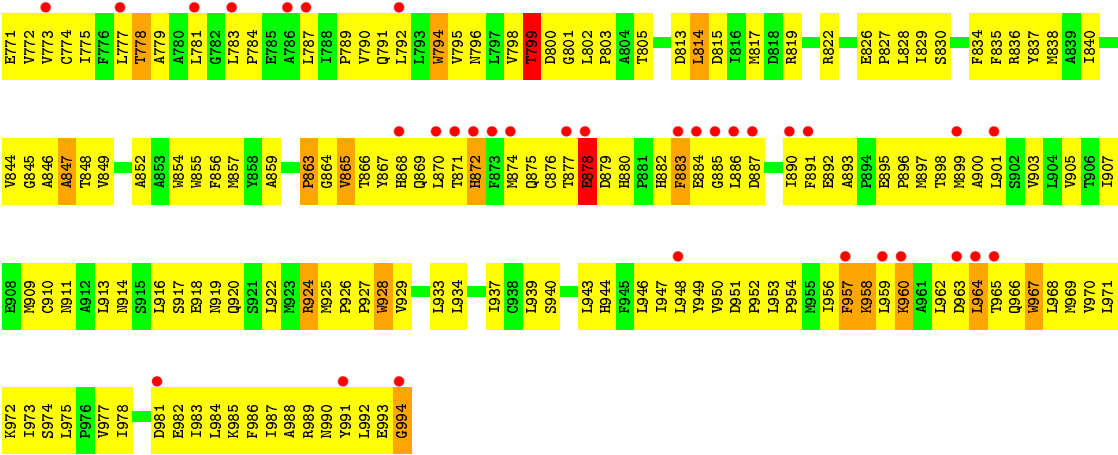 E771 V772 V773 C774 I775 F776 L777 T778 A779 A780 L781 G782 L783 P784 E785 A786 L787 I788 P789 V790 Q791 L792 L793 W794 V795 N796 L797 V798 T799 D800 G801 L802 P803 A804 T805 D813 L814 D815 I816 M817 D818 R819 R822 E826 P827 L828 I829 S830 F834 F835 R836 Y837 M838 A839 I840
V844 G845 A846 A847 T848 V849 A852 A853 W854 W855 F856 M857 Y858 A859 P863 G864 V865 T866 Y867 H868 Q869 L870 T871 H872 F873 M874 Q875 C876 T877 E878 D879 H880 P881 H882 F883 E884 G885 L886 D887 I890 F891 E892 A893 P894 E895 P896 M897 T898 M899 A900 L901 S902 V903 L904 V905 T906 I907
E908 M909 C910 N911 A912 L913 N914 S915 L916 S917 E918 N919 Q920 S921 L922 M923 R924 M925 P926 P927 W928 V929 L933 L934 I937 C938 L939 S940 L943 H944 F945 L946 I947 L948 Y949 V950 D951 P952 L953 P954 M955 I956 F957 K958 L959 K960 A961 L962 D963 L964 T965 Q966 W967 L968 M969 V970 L971
K972 I973 S974 L975 P976 V977 I978 D981 E982 I983 L984 K985 F986 I987 A988 R989 N990 Y991 L992 E993 G994